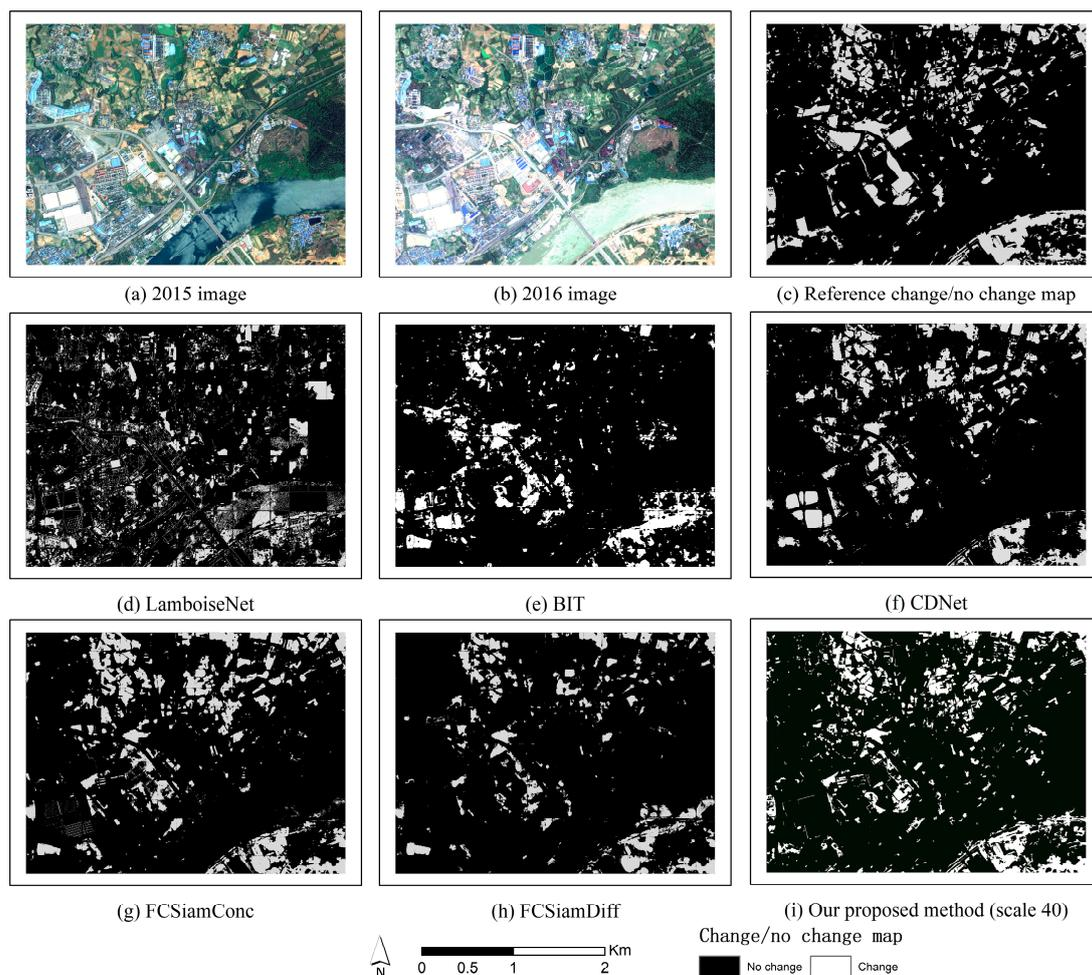 (a) 2015 image
(b) 2016 image
(c) Reference change/no change map
(d) LamboiseNet
(e) BIT
(f) CDNet
(g) FCSiamConc
(h) FCSiamDiff
(i) Our proposed method (scale 40)
N
Km
0 0.5 1 2
Change/no change map
No change
Change